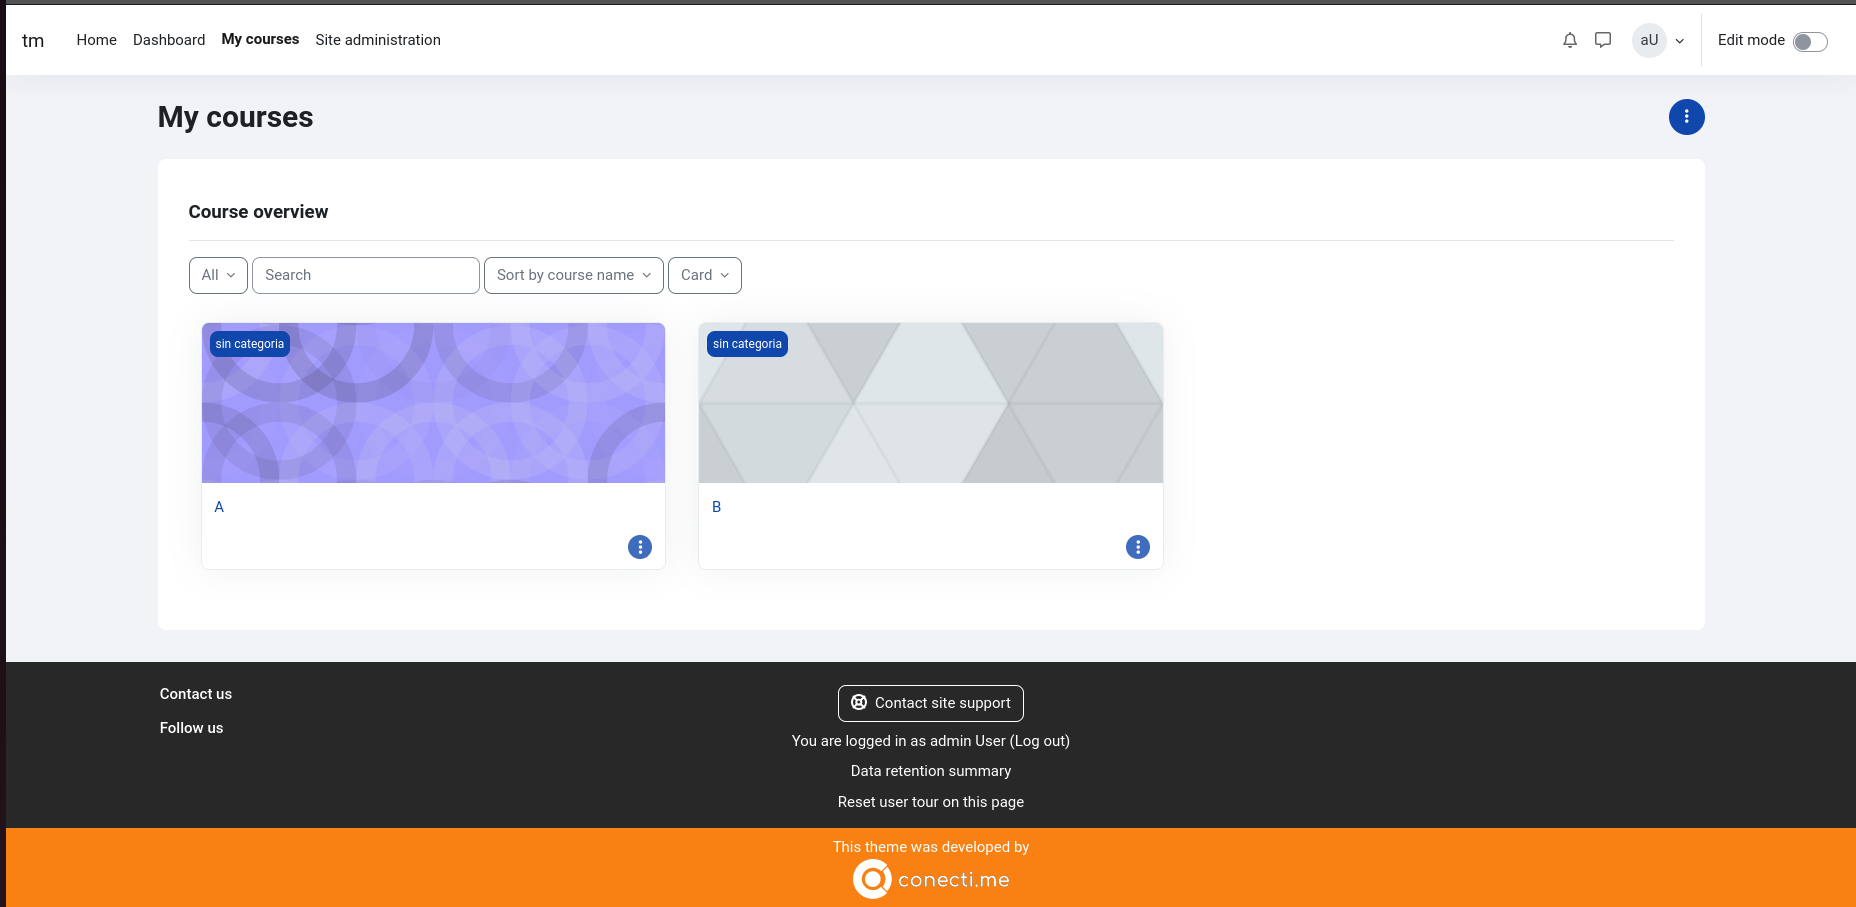 tm
Home
Dashboard
My courses
Site administration
aU
Edit mode
My courses
Course overview
All
Search
Sort by course name
Card
sin categoria
sin categoria
A
B
Contact us
Follow us
Contact site support
You are logged in as admin User (Log out)
Data retention summary
Reset user tour on this page
This theme was developed by
conecti.me